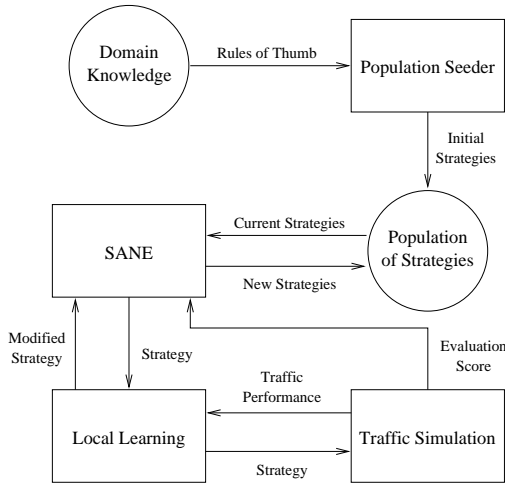 Domain
Knowledge
Rules of Thumb
Population Seeder
Initial
Strategies
SANE
Current Strategies
New Strategies
Population
of Strategies
Modified
Strategy
Strategy
Traffic
Performance
Evaluation
Score
Local Learning
Strategy
Traffic Simulation